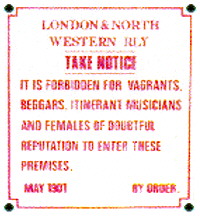 LONDON & NORTH
WESTERN RLY
TAKE NOTICE
IT IS FORBIDDEN FOR VAGRANTS,
BEGGARS, ITINERANT MUSICIANS
AND FEMALES OF DOUBTFUL
REPUTATION TO ENTER THESE
PREMISES.
MAY 1901 BY ORDER.